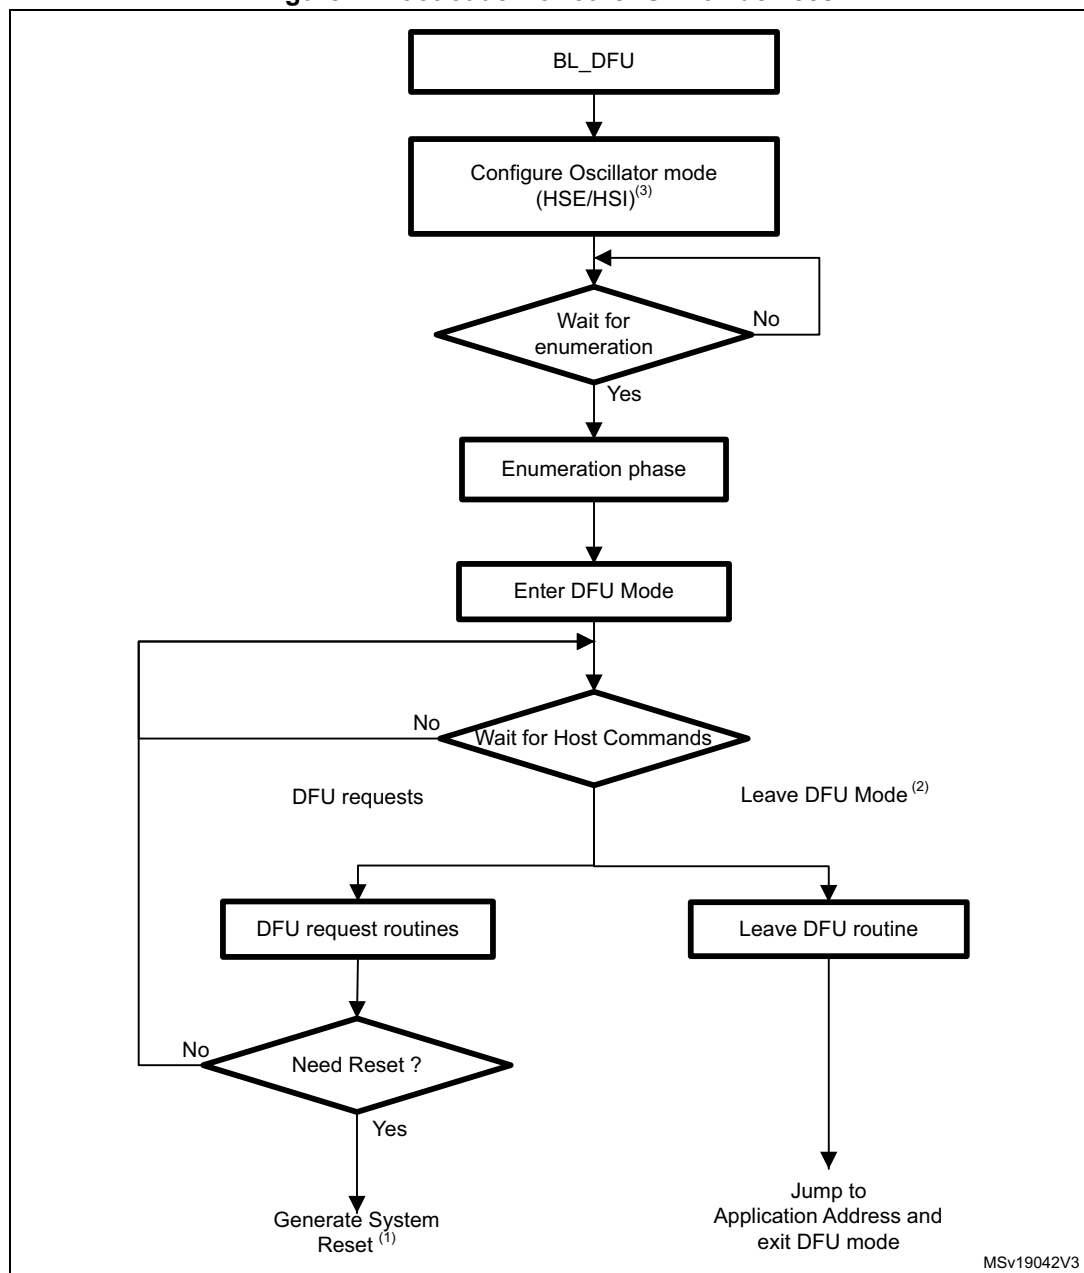 BL_DFU
Configure Oscillator mode
(HSE/HSI)(3)
Wait for
enumeration
No
Yes
Enumeration phase
Enter DFU Mode
No
Wait for Host Commands
DFU requests
Leave DFU Mode (2)
DFU request routines
Leave DFU routine
No
Need Reset ?
Yes
Generate System
Reset (1)
Jump to
Application Address and
exit DFU mode
MSv19042V3